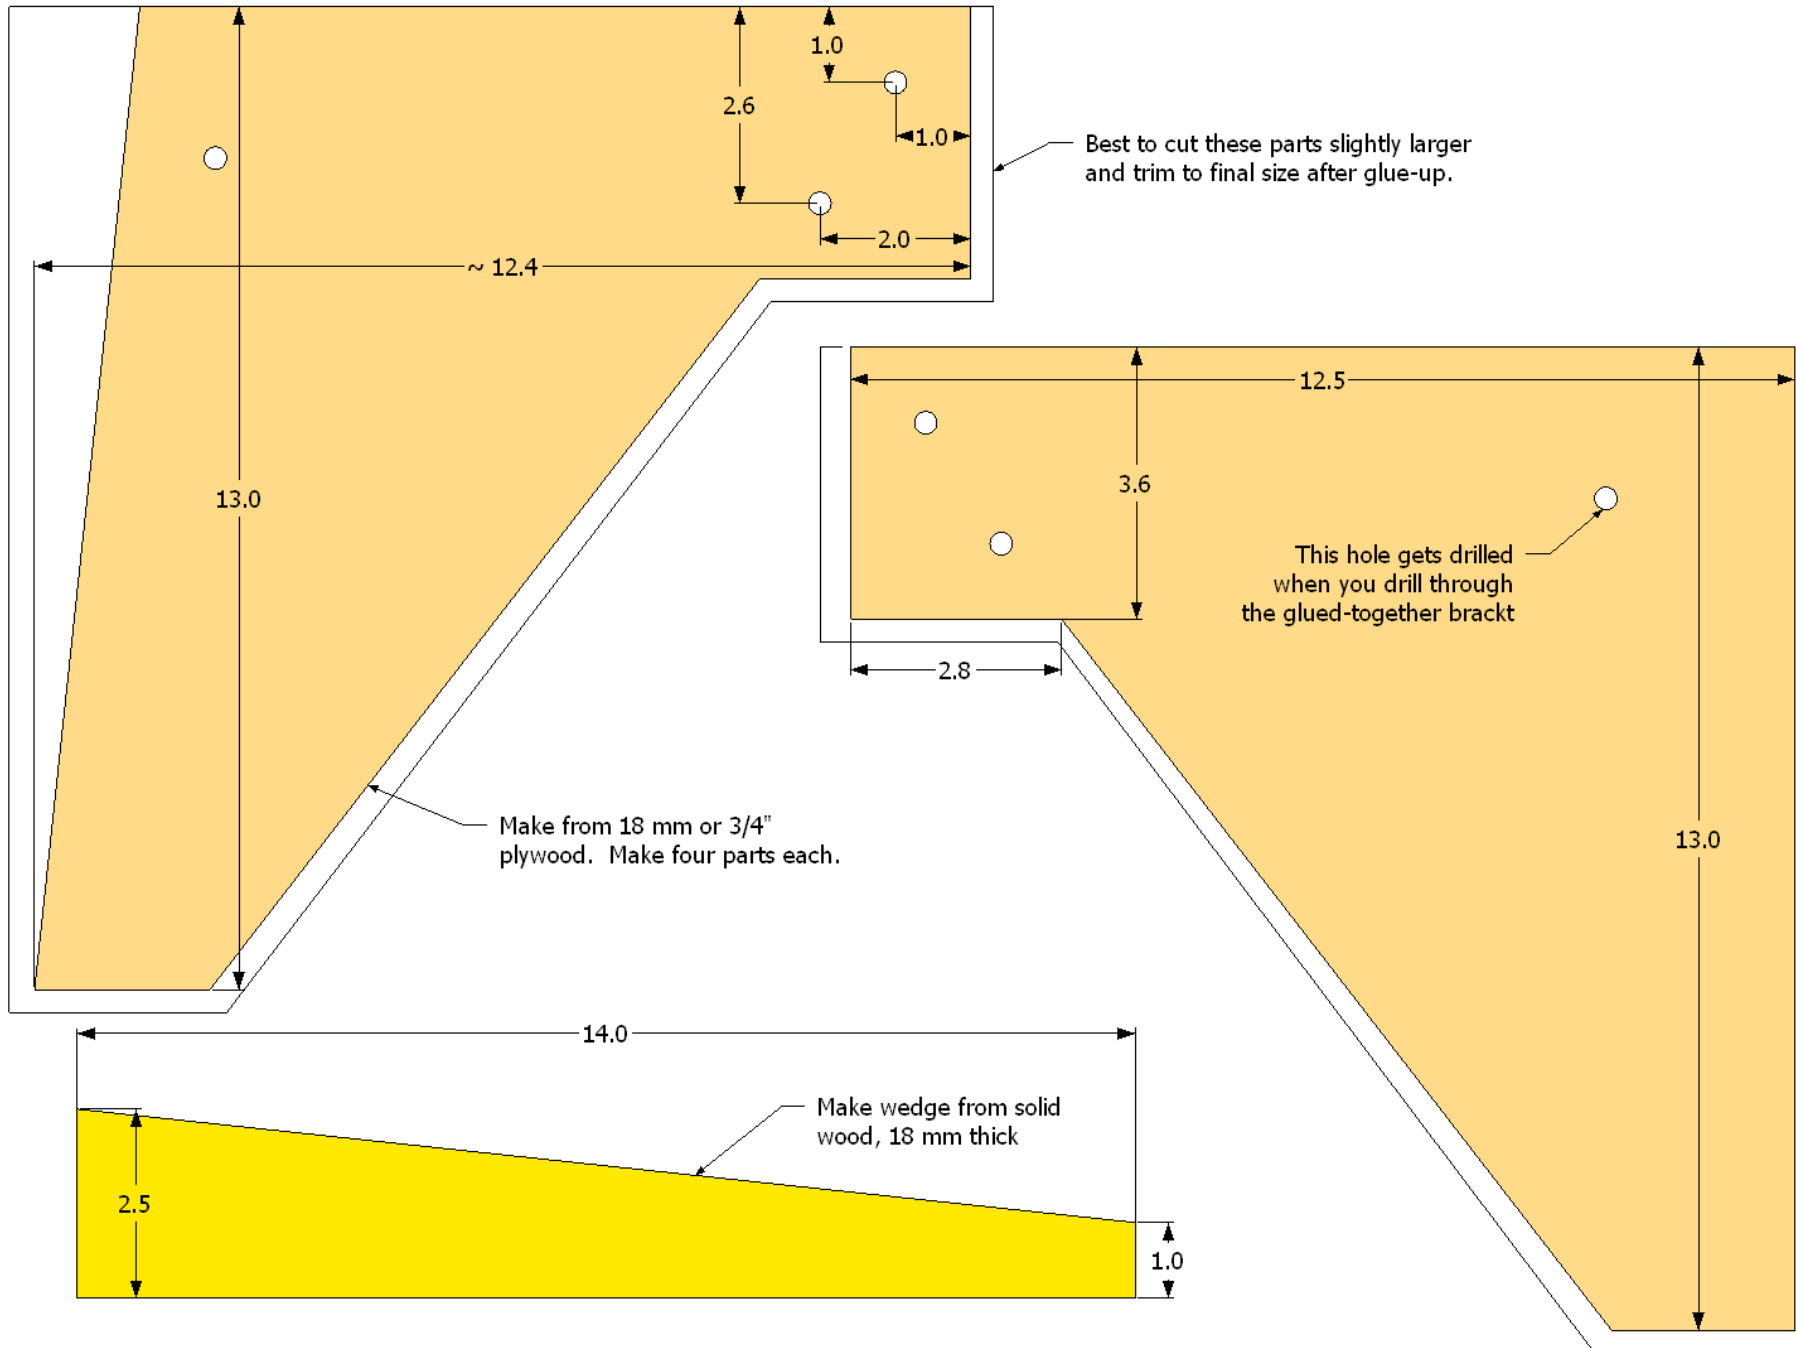 1.0
2.6
1.0
Best to cut these parts slightly larger
and trim to final size after glue-up.
2.0
~ 12.4
12.5
3.6
13.0
This hole gets drilled
when you drill through
the glued-together brackt
2.8
Make from 18 mm or 3/4"
plywood.  Make four parts each.
13.0
14.0
Make wedge from solid
wood, 18 mm thick
2.5
1.0